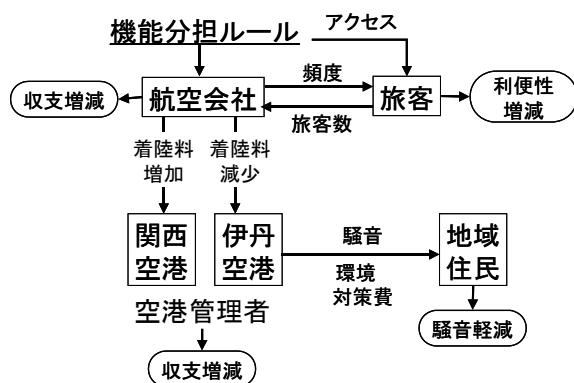 機能分担ルール
アクセス
収支増減
航空会社
頻度
旅客数
旅客
利便性
増減
着陸料
増加
着陸料
減少
関西
空港
伊丹
空港
騒音
環境
対策費
地域
住民
空港管理者
収支増減
騒音軽減